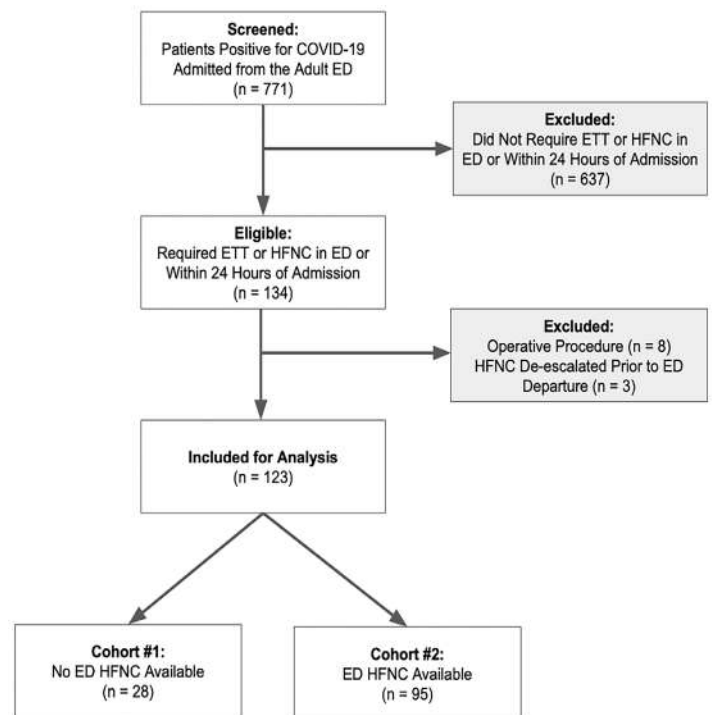 Screened:
Patients Positive for COVID-19
Admitted from the Adult ED
(n = 771)
Excluded:
Did Not Require ETT or HFNC in
ED or Within 24 Hours of Admission
(n = 637)
Eligible:
Required ETT or HFNC in ED or
Within 24 Hours of Admission
(n = 134)
Excluded:
Operative Procedure (n = 8)
HFNC De-escalated Prior to ED
Departure (n = 3)
Included for Analysis
(n = 123)
Cohort #1:
No ED HFNC Available
(n = 28)
Cohort #2:
ED HFNC Available
(n = 95)